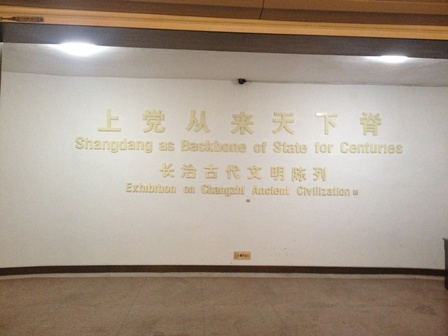 上党从来天下脊
Shangdang as Backbone of State for Centuries
长治古代文明陈列
Exhibition on Changzhi Ancient Civilization